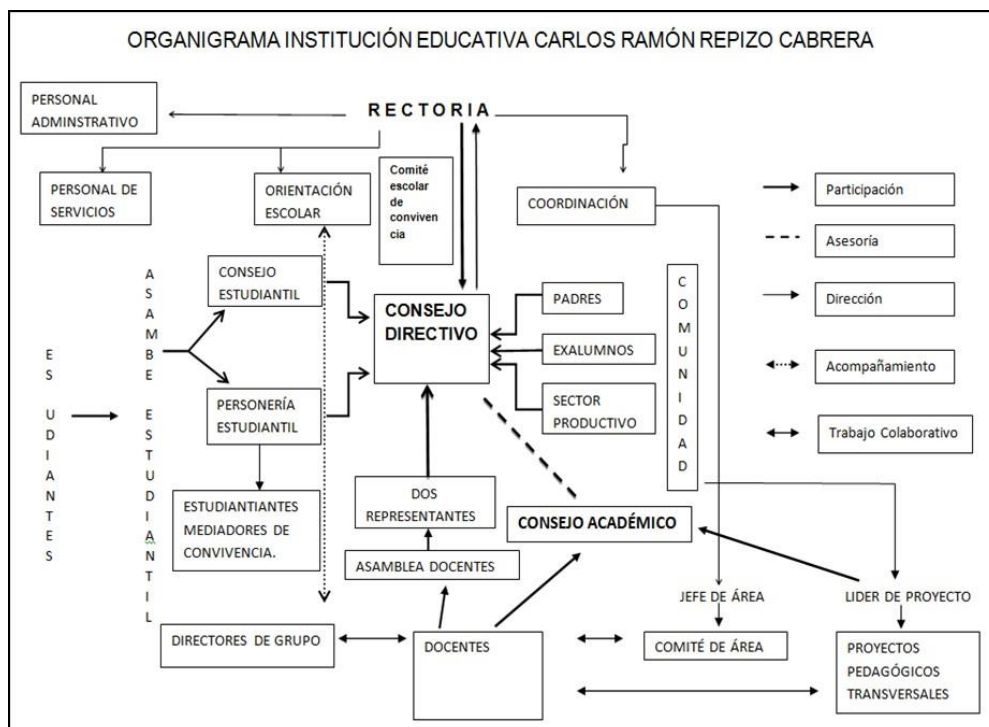 ORGANIGRAMA INSTITUCIÓN EDUCATIVA CARLOS RAMÓN REPIZO CABRERA
PERSONAL
ADMINSTRATIVO
RECTORIA
PERSONAL DE
SERVICIOS
ORIENTACIÓN
ESCOLAR
Comité
escolar
de
conviven
cia
COORDINACIÓN
Participación
Asesoría
Dirección
Acompañamiento
Trabajo Colaborativo
ES UDIANTES
ASAMBE ESTUDIANTIL
CONSEJO
ESTUDIANTIL
PERSONERÍA
ESTUDIANTIL
ESTUDIANTIANTES
MEDIADORES DE
CONVIVENCIA.
CONSEJO
DIRECTIVO
PADRES
EXALUMNOS
SECTOR
PRODUCTIVO
COMUNIDAD
DOS
REPRESENTANTES
CONSEJO ACADÉMICO
ASAMBLEA DOCENTES
JEFE DE ÁREA
LIDER DE PROYECTO
DIRECTORES DE GRUPO
DOCENTES
COMITÉ DE ÁREA
PROYECTOS
PEDAGÓGICOS
TRANSVERSALES